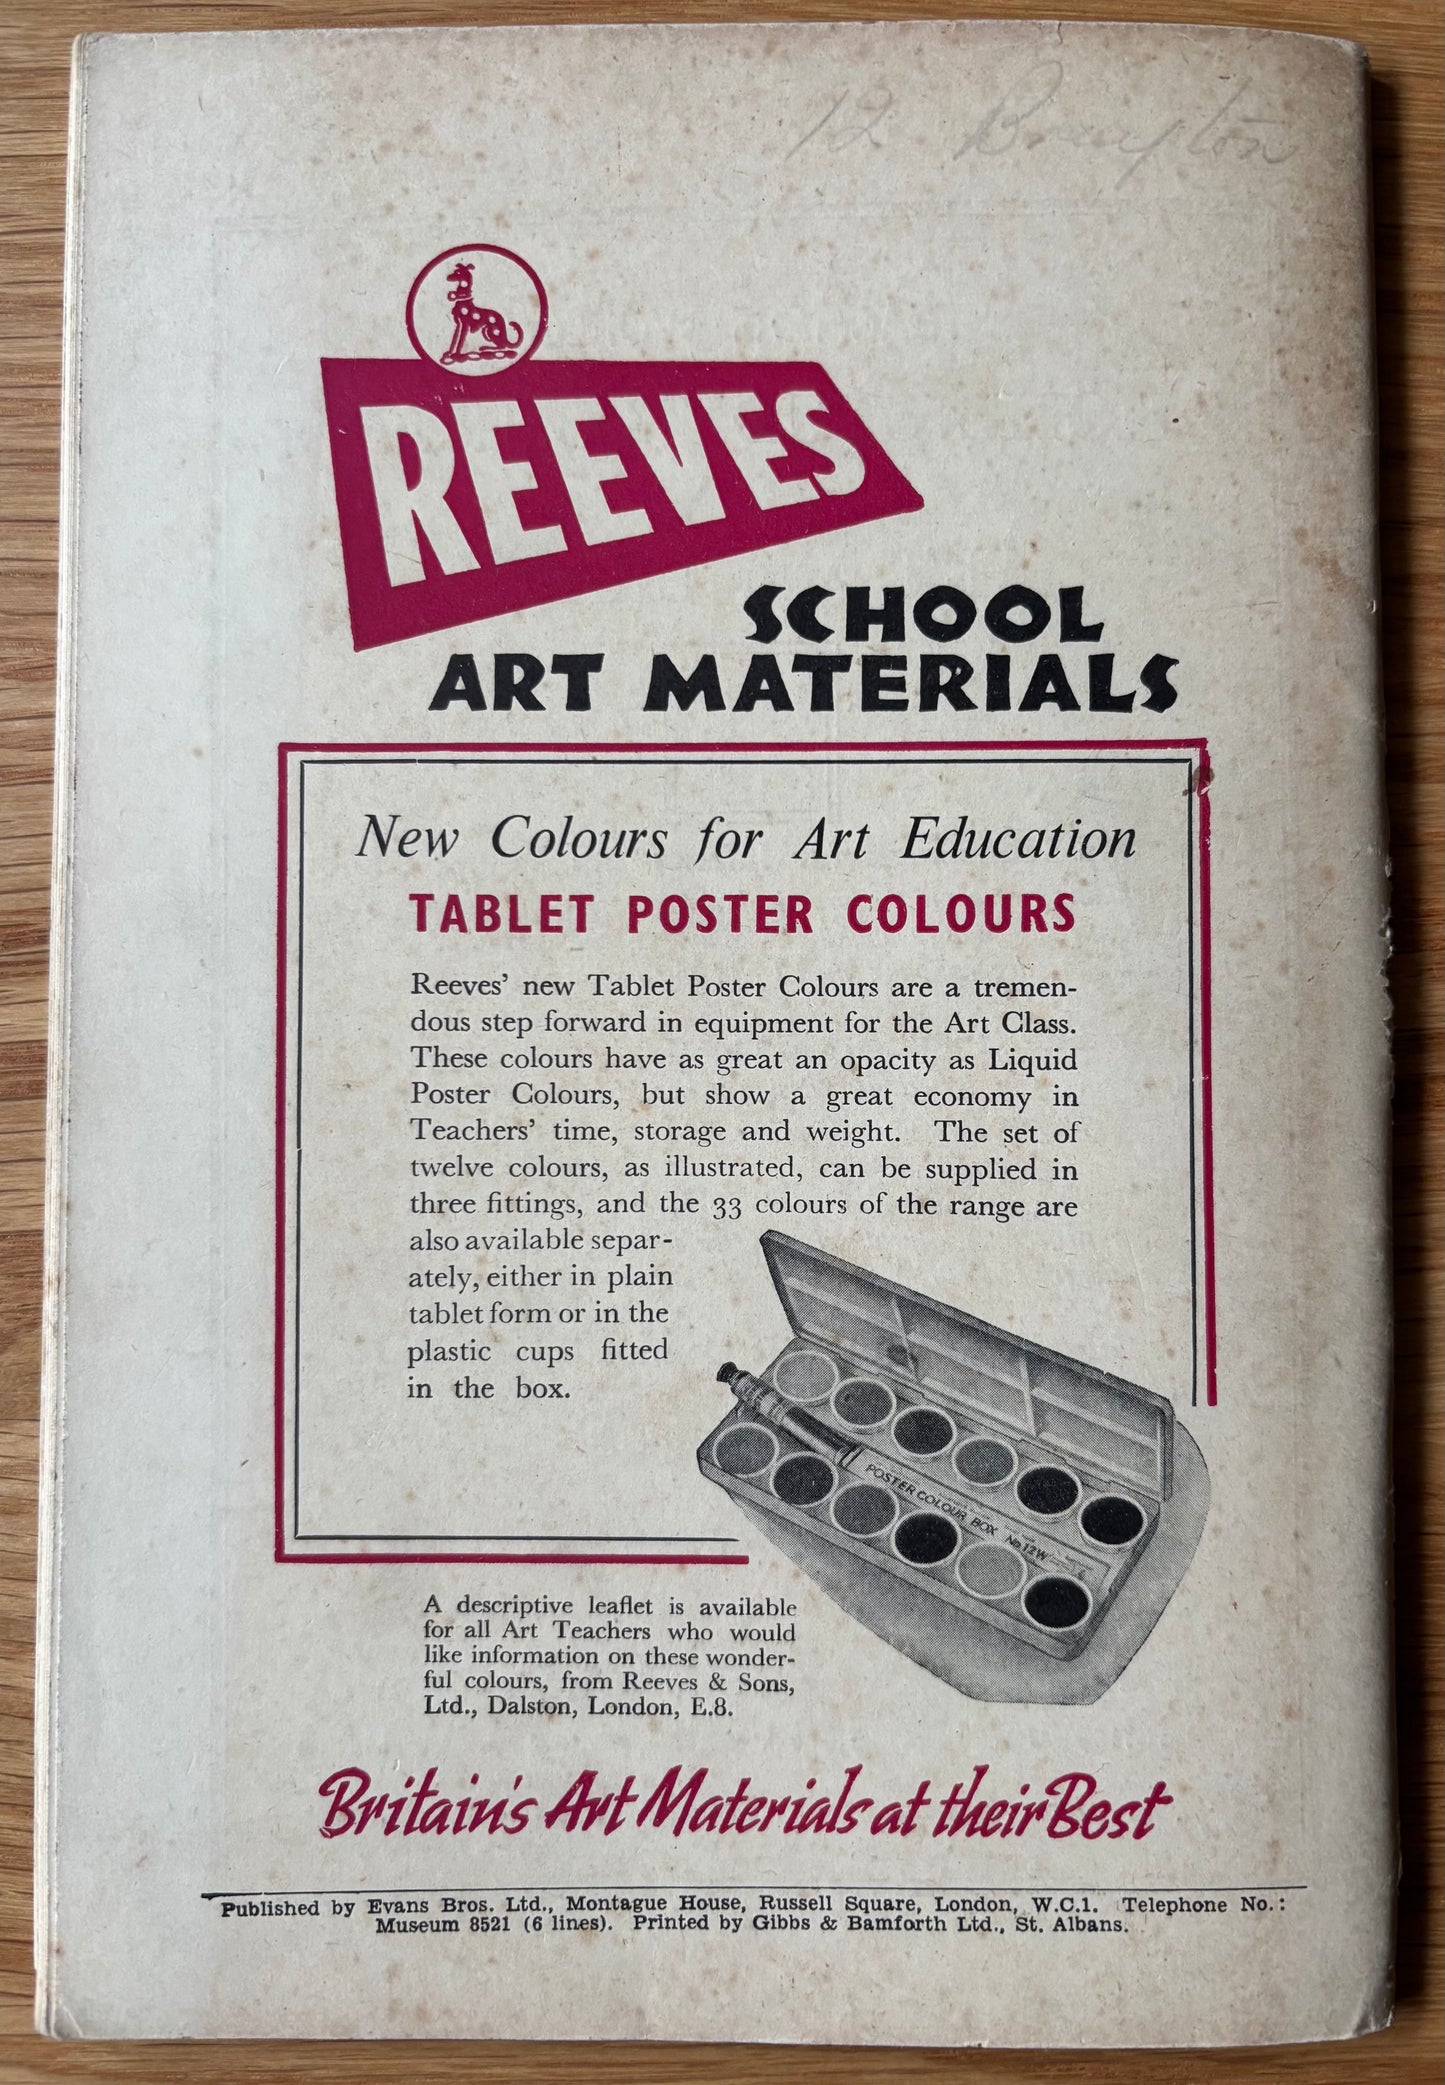 12
REEVES
SCHOOL
ART MATERIALS
New Colours for Art Education
TABLET POSTER COLOURS
Reeves' new Tablet Poster Colours are a tremen-
dous step forward in equipment for the Art Class.
These colours have as great an opacity as Liquid
Poster Colours, but show a great economy in
Teachers' time, storage and weight. The set of
twelve colours, as illustrated, can be supplied in
three fittings, and the 33 colours of the range are
also available separ-
ately, either in plain
tablet form or in the
plastic cups fitted
in the box.
POSTER COLOUR BOX No 12W
A descriptive leaflet is available
for all Art Teachers who would
like information on these wonder-
ful colours, from Reeves & Sons,
Ltd., Dalston, London, E.8.
Britain's Art Materials at their Best
Published by Evans Bros. Ltd., Montague House, Russell Square, London, W.C.1. Telephone No.:
Museum 8521 (6 lines). Printed by Gibbs & Bamforth Ltd., St. Albans.